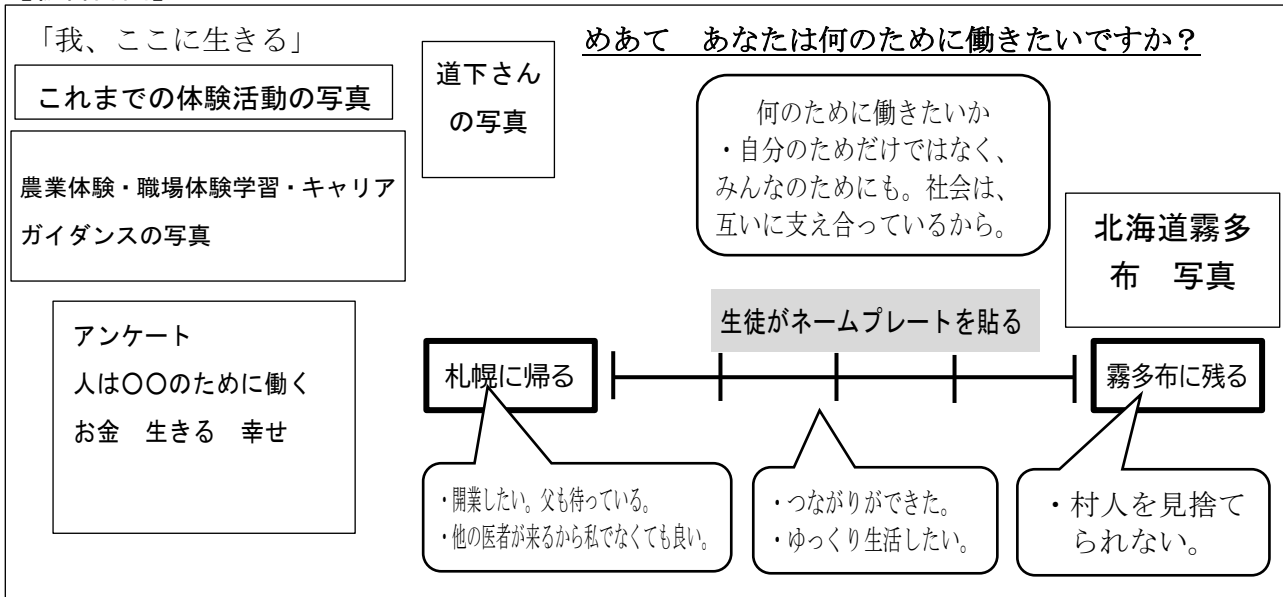 「我、ここに生きる」
めあて　あなたは何のために働きたいですか？
これまでの体験活動の写真
道下さん
の写真
農業体験・職場体験学習・キャリア
ガイダンスの写真
何のために働きたいか
・自分のためだけではなく、
みんなのためにも。社会は、
互いに支え合っているから。
北海道霧多
布　写真
アンケート
人は〇〇のために働く
お金　生きる　幸せ
生徒がネームプレートを貼る
札幌に帰る
霧多布に残る
・開業したい。父も待っている。
・他の医者が来るから私でなくても良い。
・つながりができた。
・ゆっくり生活したい。
・村人を見捨て
られない。